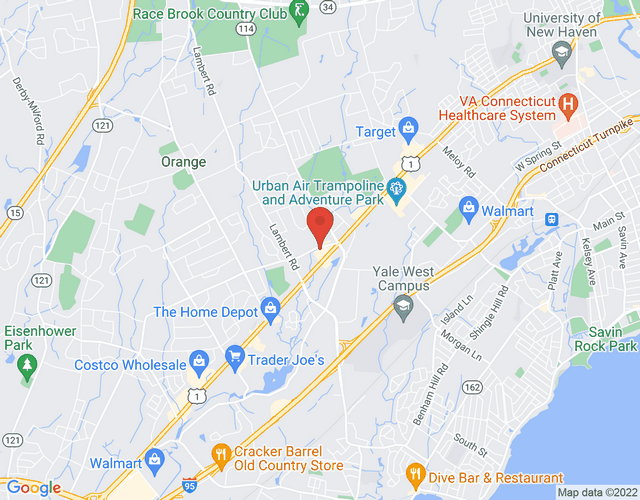 Race Brook Country Club
34
University of
New Haven
114
Lambert Rd
Derby-Milford Rd
VA Connecticut
Healthcare System
121
Target
Connecticut Turnpike
W Spring St
Meloy Rd
Orange
1
Urban Air Trampoline
and Adventure Park
Walmart
15
Main St
Savin Ave
Kelsey Ave
Platt Ave
Lambert Rd
121
Yale West
Campus
Island Ln
Shingle Hill Rd
The Home Depot
Eisenhower
Park
Morgan Ln
Savin
Rock Park
Costco Wholesale
Trader Joe's
1
Benham Hill Rd
162
121
South St
Cracker Barrel
Old Country Store
Walmart
95
Dive Bar & Restaurant
Google
Map data ©2022